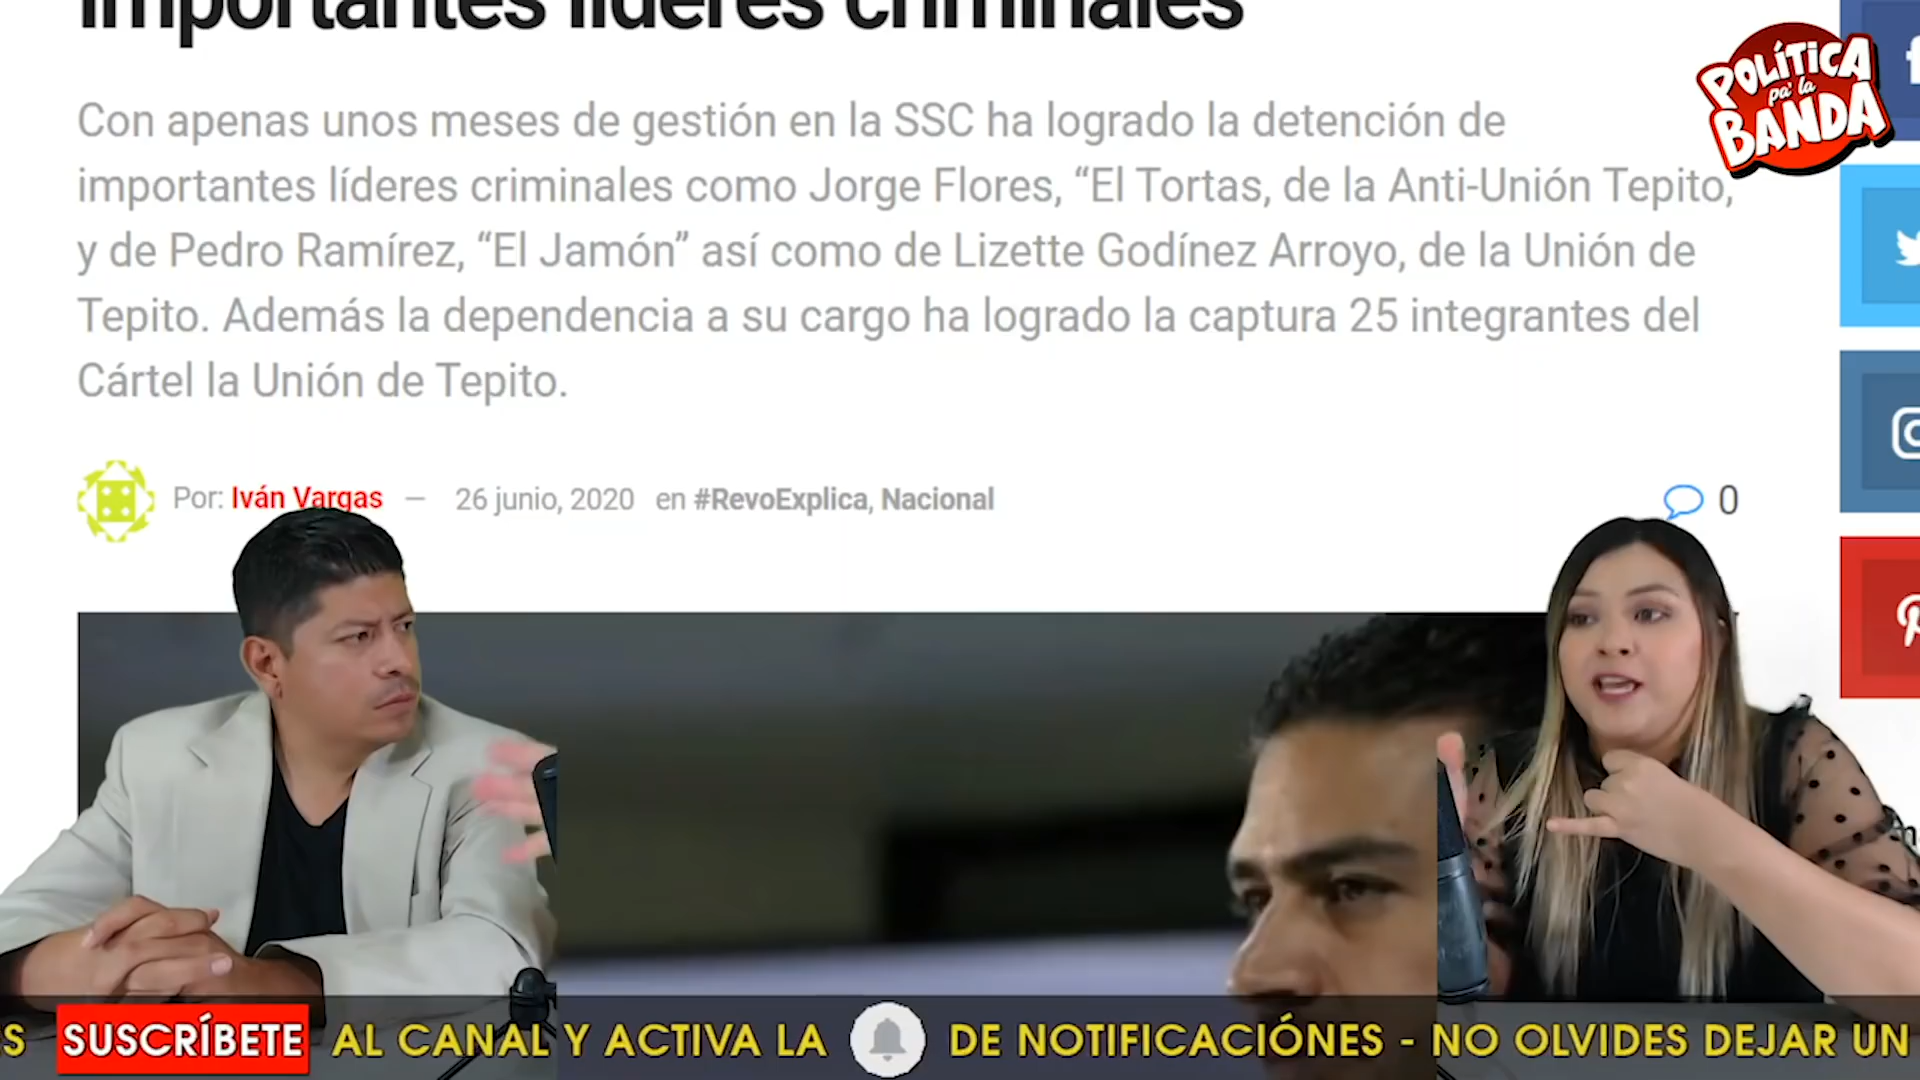 importantes líderes criminales
POLÍTICA
pa' la
BANDA
Con apenas unos meses de gestión en la SSC ha logrado la detención de
importantes líderes criminales como Jorge Flores, “El Tortas, de la Anti-Unión Tepito,
y de Pedro Ramírez, “El Jamón” así como de Lizette Godínez Arroyo, de la Unión de
Tepito. Además la dependencia a su cargo ha logrado la captura 25 integrantes del
Cártel la Unión de Tepito.
Por: Iván Vargas — 26 junio, 2020 en #RevoExplica, Nacional 0
S SUSCRÍBETE AL CANAL Y ACTIVA LA DE NOTIFICACIÓNES - NO OLVIDES DEJAR UN